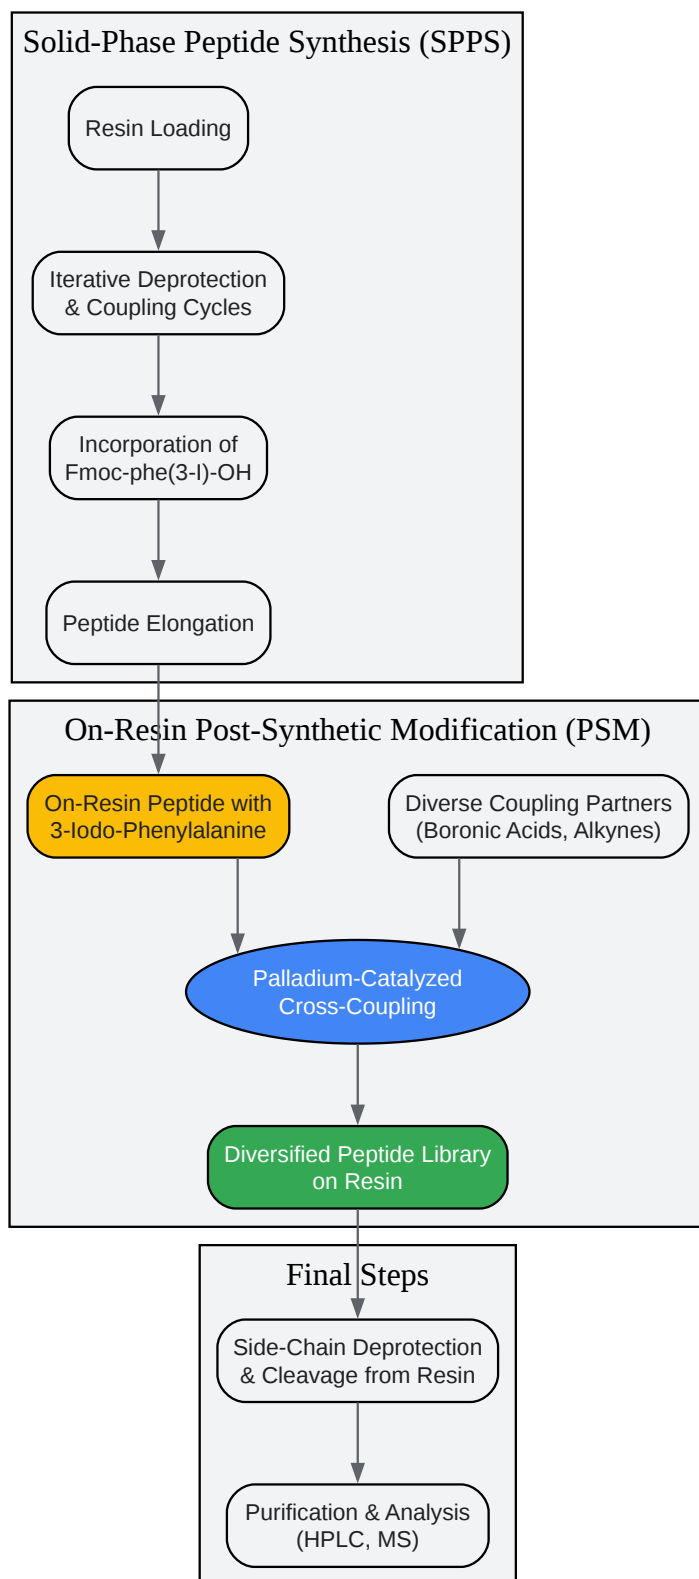 Solid-Phase Peptide Synthesis (SPPS)
Resin Loading
Iterative Deprotection
& Coupling Cycles
Incorporation of
Fmoc-phe(3-I)-OH
Peptide Elongation
On-Resin Post-Synthetic Modification (PSM)
On-Resin Peptide with
3-Iodo-Phenylalanine
Diverse Coupling Partners
(Boronic Acids, Alkynes)
Palladium-Catalyzed
Cross-Coupling
Diversified Peptide Library
on Resin
Final Steps
Side-Chain Deprotection
& Cleavage from Resin
Purification & Analysis
(HPLC, MS)